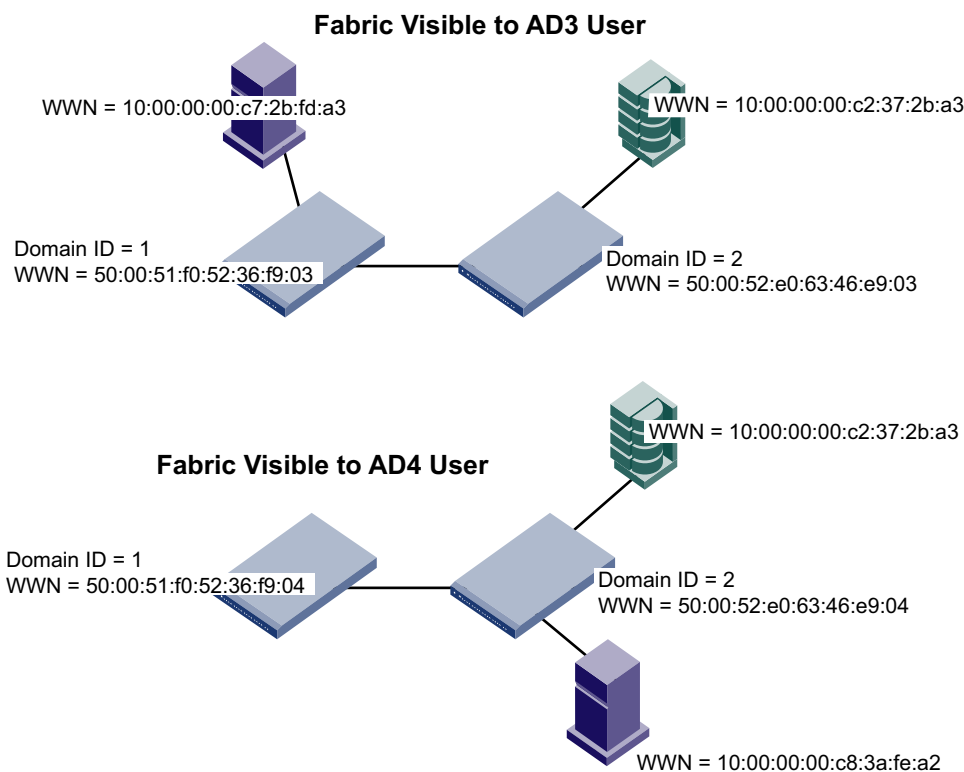 Fabric Visible to AD3 User
WWN = 10:00:00:00:c7:2b:fd:a3
WWN = 10:00:00:00:c2:37:2b:a3
Domain ID = 1
WWN = 50:00:51:f0:52:36:f9:03
Domain ID = 2
WWN = 50:00:52:e0:63:46:e9:03
WWN = 10:00:00:00:c2:37:2b:a3
Fabric Visible to AD4 User
Domain ID = 1
WWN = 50:00:51:f0:52:36:f9:04
Domain ID = 2
WWN = 50:00:52:e0:63:46:e9:04
WWN = 10:00:00:00:c8:3a:fe:a2